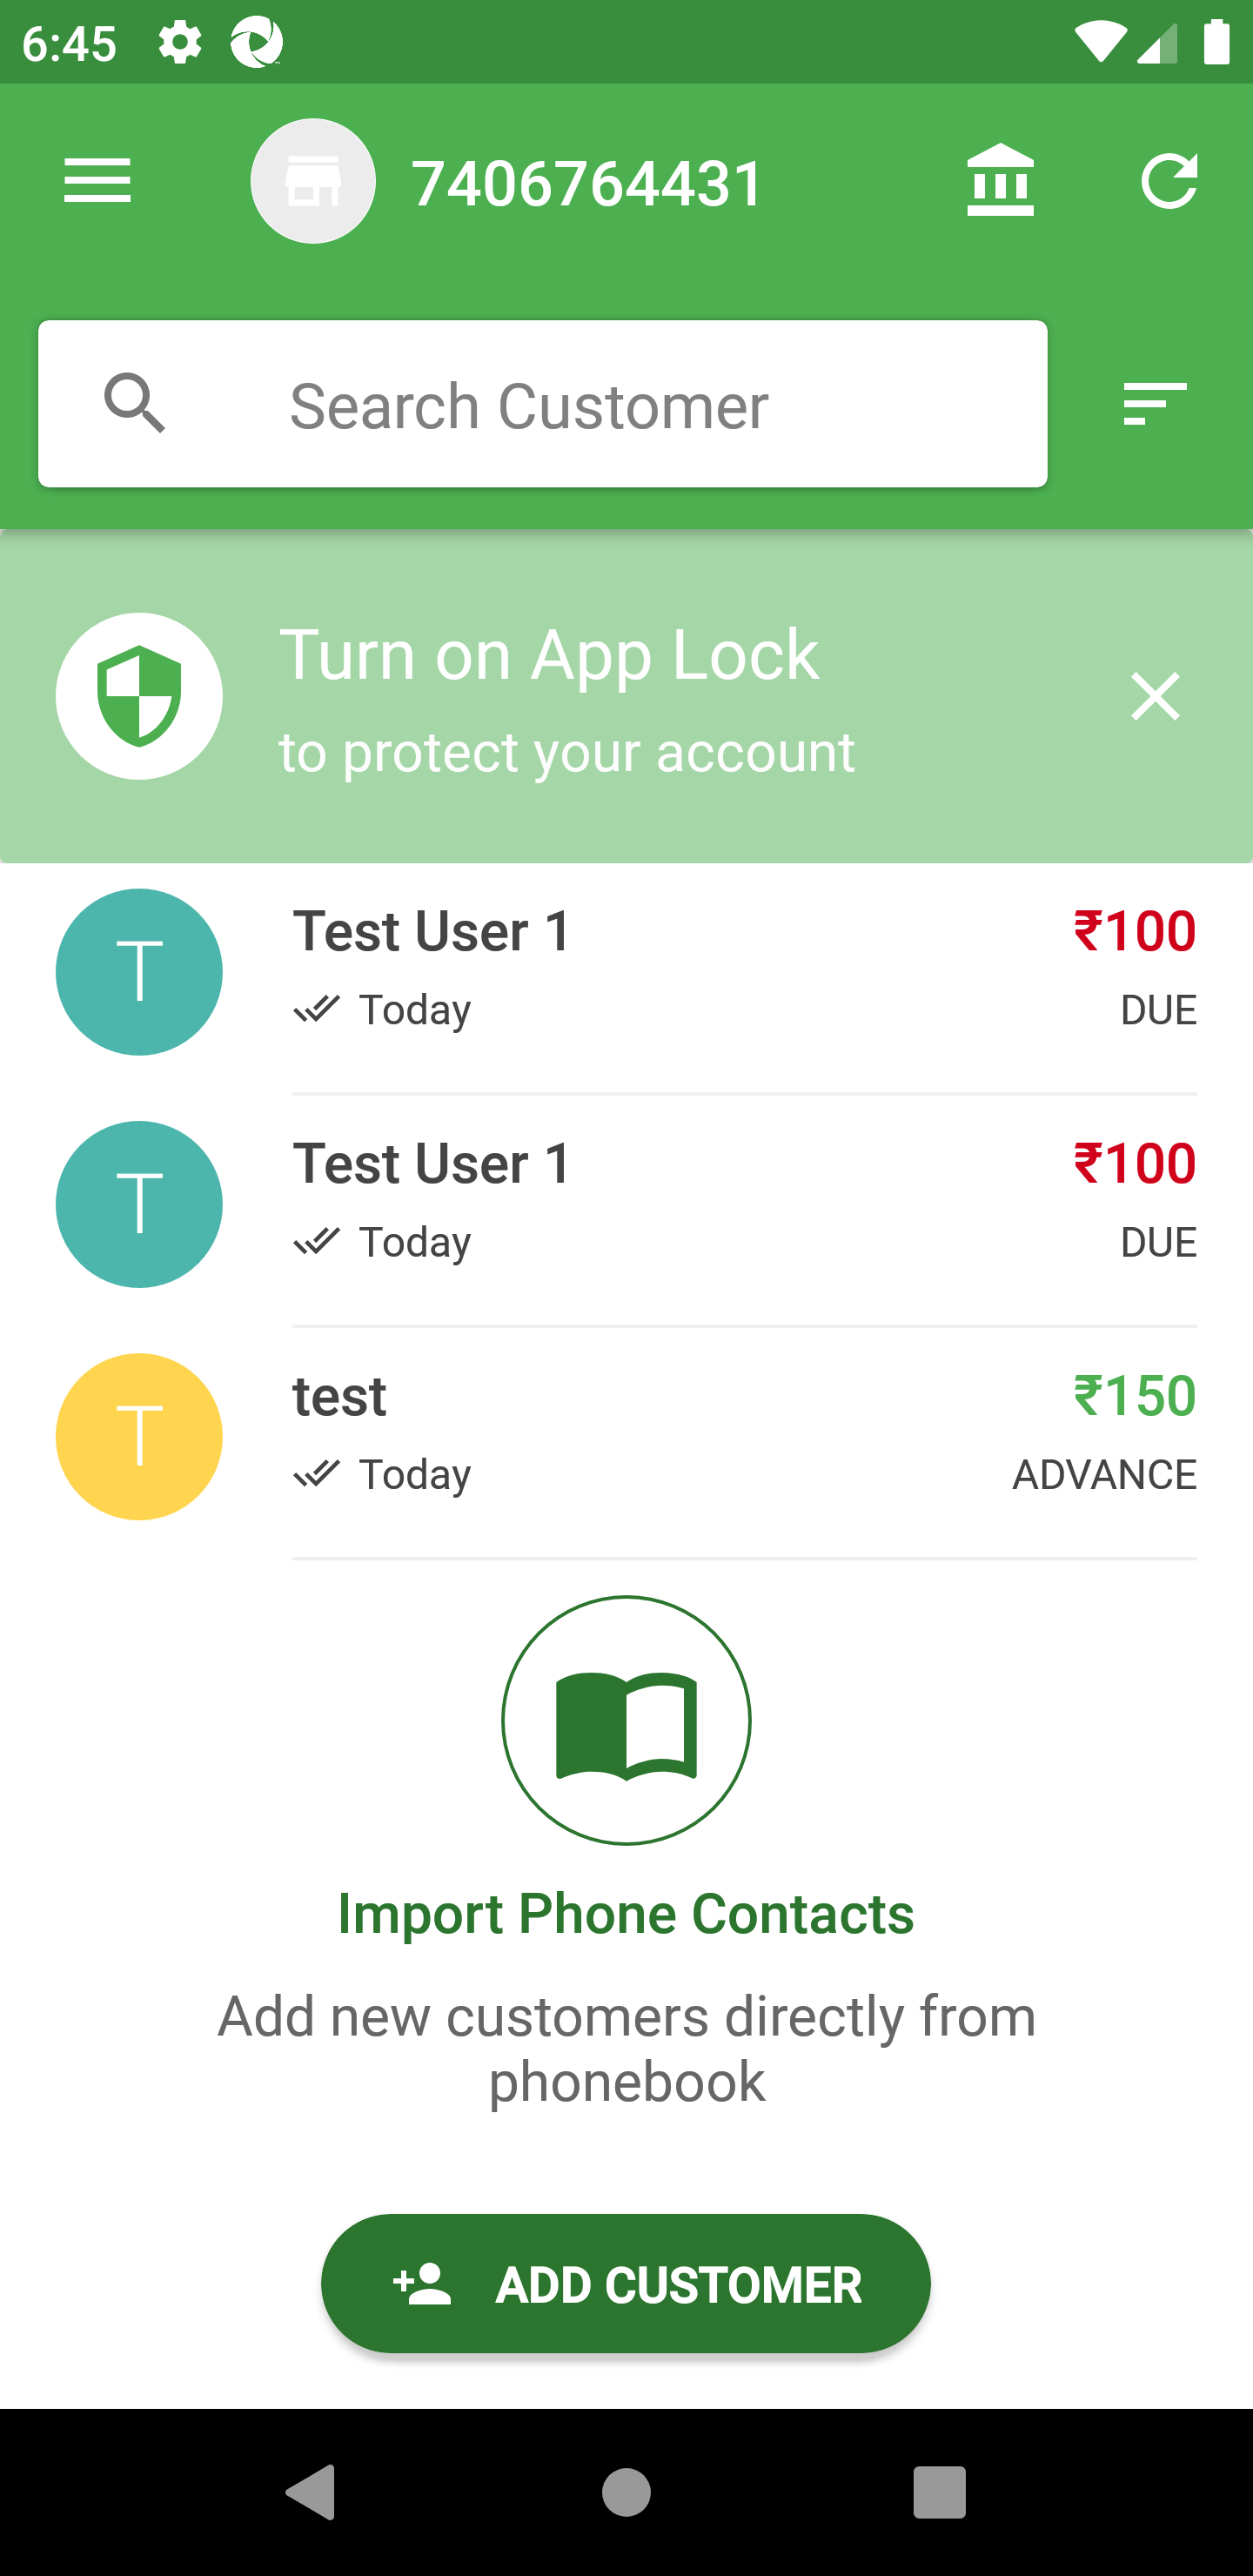 6:45
7406764431
Search Customer
Turn on App Lock
to protect your account
T
Test User 1
₹100
Today
DUE
T
Test User 1
₹100
Today
DUE
T
test
₹150
Today
ADVANCE
Import Phone Contacts
Add new customers directly from
phonebook
ADD CUSTOMER